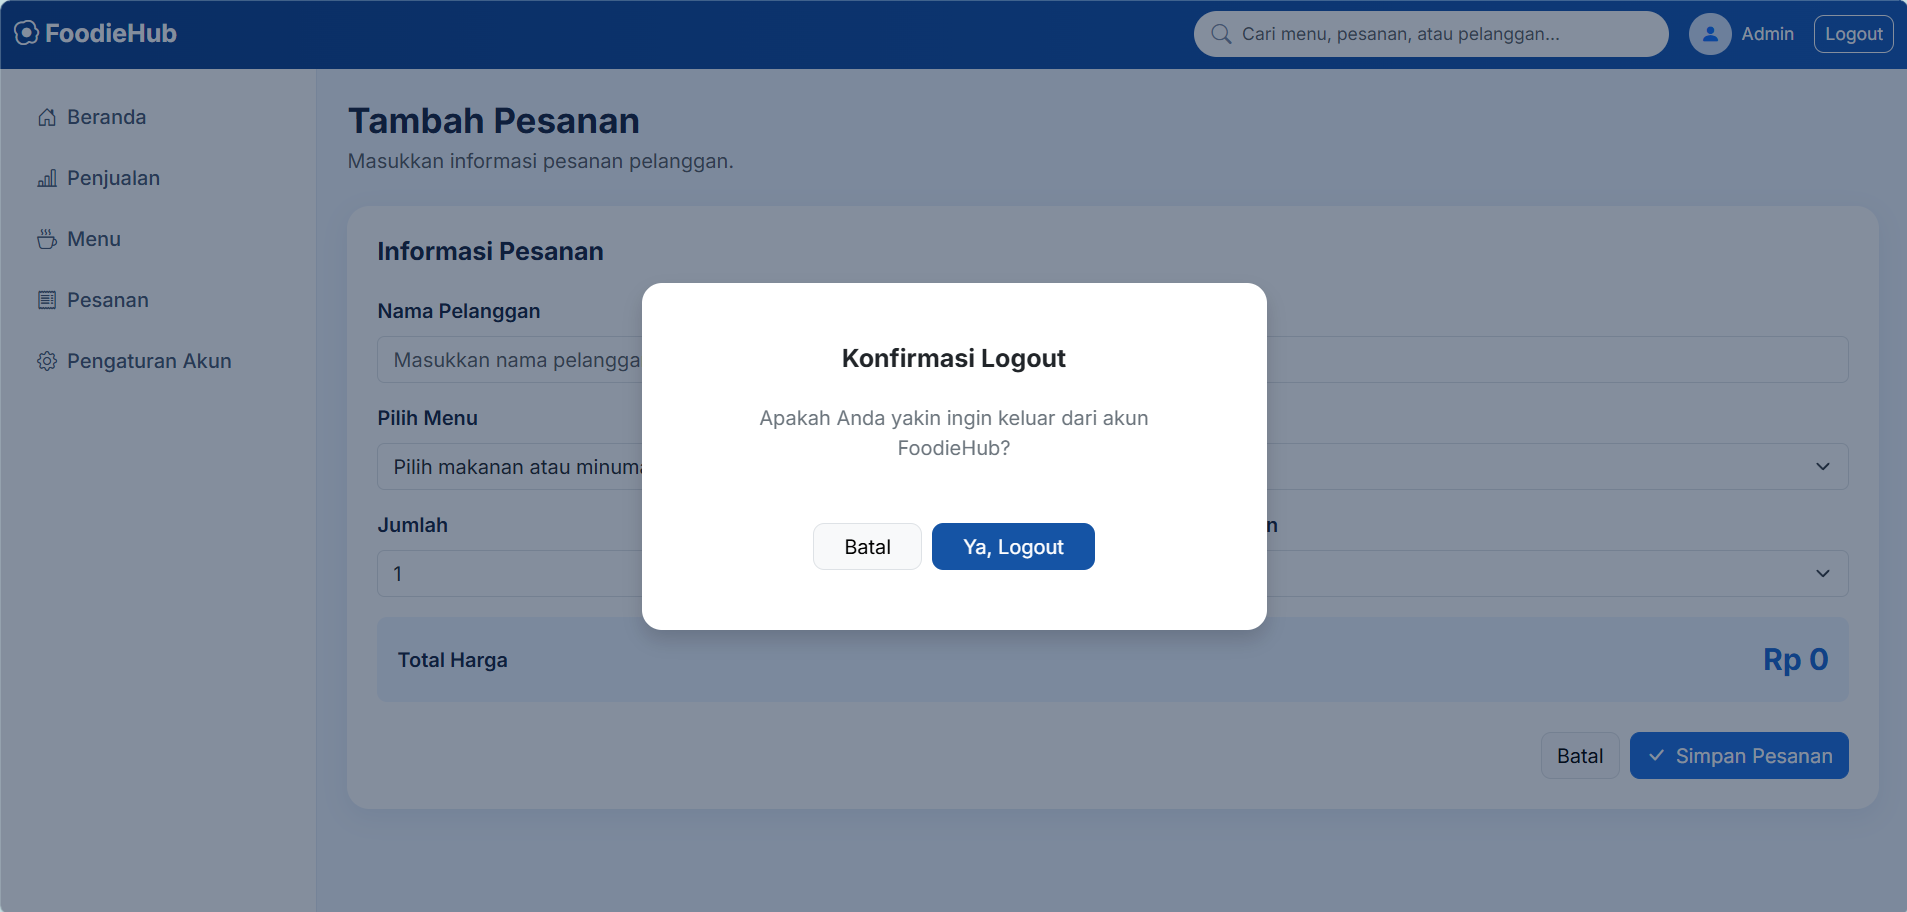 FoodieHub
Cari menu, pesanan, atau pelanggan...
Admin
Logout
Beranda
Penjualan
Menu
Pesanan
Pengaturan Akun
Tambah Pesanan
Masukkan informasi pesanan pelanggan.
Informasi Pesanan
Nama Pelanggan
Masukkan nama
Pilih Menu
Pilih makanan atau
Jumlah
1
Konfirmasi Logout
Apakah Anda yakin ingin keluar dari akun
FoodieHub?
Batal
Ya, Logout
Total Harga
Rp 0
Batal
Simpan Pesanan